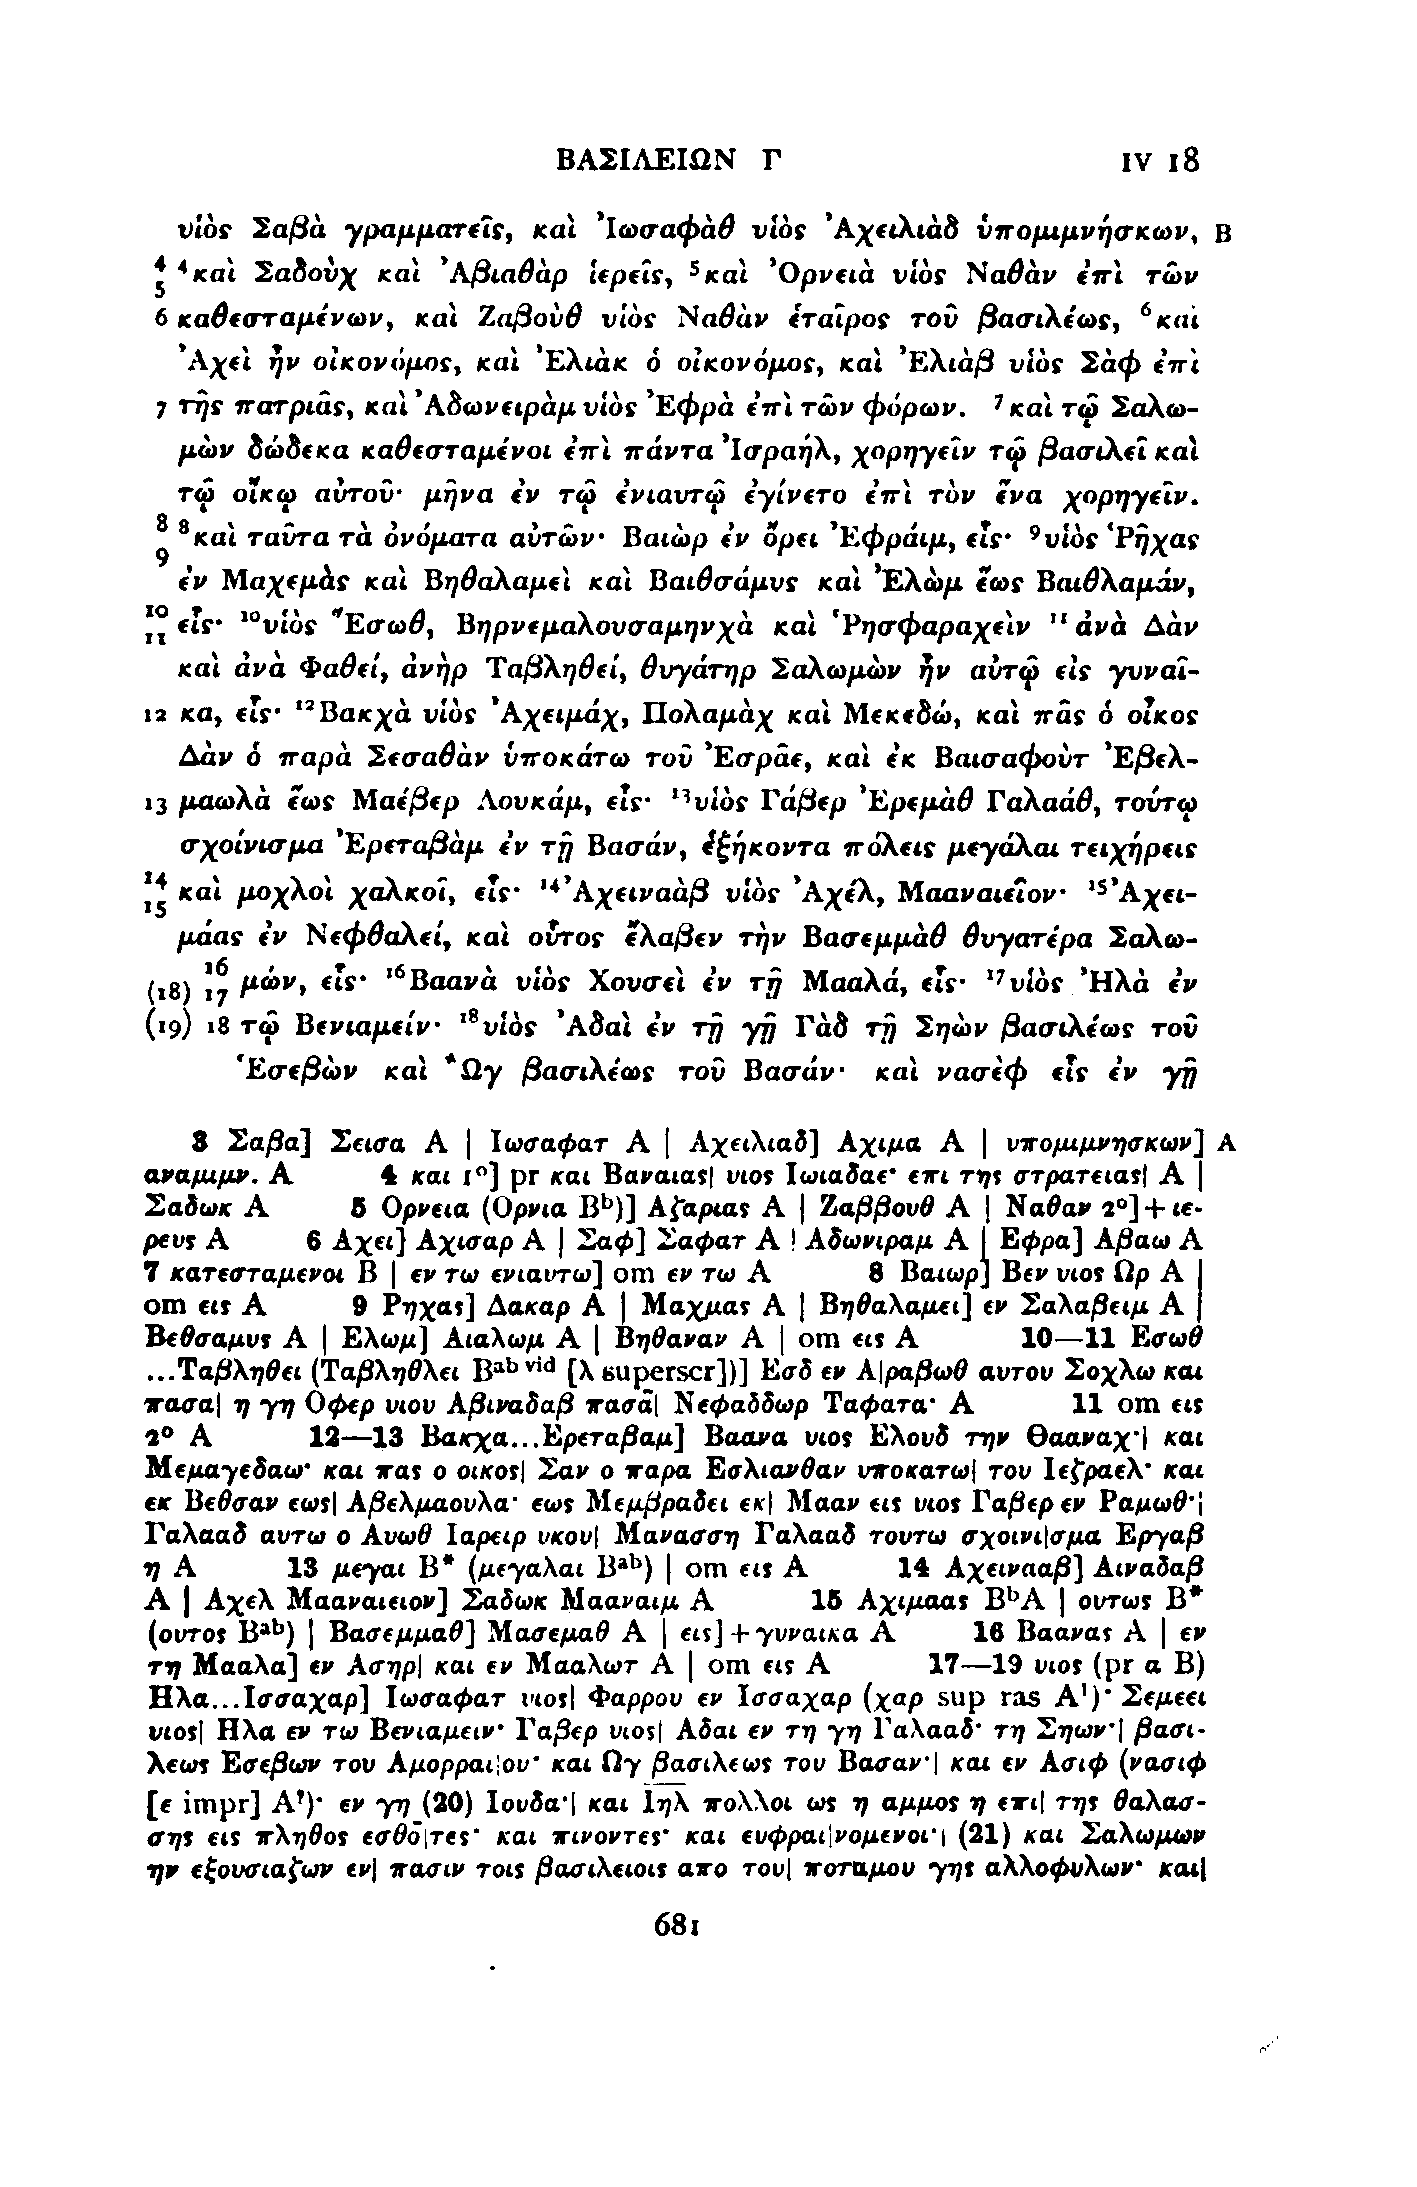 ΒΑΣΙΛΕΙΩΝ Γ IV 18
υἱὸς Σαβὰ γραμματεῖς, καὶ Ἰωσαφὰθ υἱὸς Ἀχειλιὰδ ὑπομιμνήσκων, B
4 5 ⁴καὶ Σαδοὺχ καὶ Ἀβιαθὰρ ἱερεῖς, ⁵καὶ Ὀρνειὰ υἱὸς Ναθὰν ἐπὶ τῶν
6 καθεσταμένων, καὶ Ζαβοὺθ υἱὸς Ναθὰν ἑταῖρος τοῦ βασιλέως, ⁶καὶ
Ἀχεὶ ἦν οἰκονόμος, καὶ Ἐλιὰκ ὁ οἰκονόμος, καὶ Ἐλιὰβ υἱὸς Σὰφ ἐπὶ
7 τῆς πατριᾶς, καὶ Ἀδωνειρὰμ υἱὸς Ἐφρὰ ἐπὶ τῶν φόρων. ⁷καὶ τῷ Σαλω-
μὼν δώδεκα καθεσταμένοι ἐπὶ πάντα Ἰσραήλ, χορηγεῖν τῷ βασιλεῖ καὶ
τῷ οἴκῳ αὐτοῦ· μῆνα ἐν τῷ ἐνιαυτῷ ἐγίνετο ἐπὶ τὸν ἕνα χορηγεῖν.
8 9 ⁸καὶ ταῦτα τὰ ὀνόματα αὐτῶν· Βαιὼρ ἐν ὄρει Ἐφράιμ, εἷς· ⁹υἱὸς Ῥῆχας
ἐν Μαχεμὰς καὶ Βηθαλαμεὶ καὶ Βαιθσάμυς καὶ Ἐλὼμ ἕως Βαιθλαμάν,
10 11 εἷς· ¹⁰υἱὸς Ἔσωθ, Βηρνεμαλουσαμηνχὰ καὶ Ῥησφαραχεὶν ¹¹ἀνὰ Δὰν
καὶ ἀνὰ Φαθεί, ἀνὴρ Ταβληθεί, θυγάτηρ Σαλωμὼν ἦν αὐτῷ εἰς γυναῖ-
12 κα, εἷς· ¹²Βακχὰ υἱὸς Ἀχειμάχ, Πολαμὰχ καὶ Μεκεδώ, καὶ πᾶς ὁ οἶκος
Δὰν ὁ παρὰ Σεσαθὰν ὑποκάτω τοῦ Ἐσρᾶε, καὶ ἐκ Βαισαφοὺτ Ἐβελ-
13 μαωλὰ ἕως Μαέβερ Λουκάμ, εἷς· ¹³υἱὸς Γάβερ Ἐρεμὰθ Γαλαάθ, τούτῳ
σχοίνισμα Ἐρεταβὰμ ἐν τῇ Βασάν, ἑξήκοντα πόλεις μεγάλαι τειχήρεις
14 15 καὶ μοχλοὶ χαλκοῖ, εἷς· ¹⁴Ἀχειναὰβ υἱὸς Ἀχέλ, Μααναιεῖον· ¹⁵Ἀχει-
μάας ἐν Νεφθαλεί, καὶ οὗτος ἔλαβεν τὴν Βασεμμὰθ θυγατέρα Σαλω-
(18) 16 17 μών, εἷς· ¹⁶Βαανὰ υἱὸς Χουσεὶ ἐν τῇ Μααλά, εἷς· ¹⁷υἱὸς Ἠλὰ ἐν
(19) 18 τῷ Βενιαμείν· ¹⁸υἱὸς Ἀδαὶ ἐν τῇ γῇ Γὰδ τῇ Σηὼν βασιλέως τοῦ
Ἐσεβὼν καὶ Ὢγ βασιλέως τοῦ Βασάν· καὶ νασὲφ εἷς ἐν γῇ
3 Σαβα] Σεισα A | Ιωσαφατ A | Αχειλιαδ] Αχιμα A | υπομιμνησκων] A
αναμιμν. A 4 και 1°] pr και Βαναιας| υιος Ιωιαδαε· επι της στρατειας| A |
Σαδωκ A 5 Ορνεια (Ορνια Bᵇ)] Αζαριας A | Ζαββουθ A | Ναθαν 2°]+ιε-
ρευς A 6 Αχει] Αχισαρ A | Σαφ] Σαφατ A | Αδωνιραμ A | Εφρα] Αβαω A
7 κατεσταμενοι B | εν τω ενιαυτω] om εν τω A 8 Βαιωρ] Βεν υιος Ωρ A |
om εις A 9 Ρηχας] Δακαρ A | Μαχμας A | Βηθαλαμει] εν Σαλαβειμ A |
Βεθσαμυς A | Ελωμ] Αιαλωμ A | Βηθαναν A | om εις A 10—11 Εσωθ
...Ταβληθει (Ταβληθλει Bᵃᵇ ᵛⁱᵈ [λ superscr])] Εσδ εν Α|ραβωθ αυτου Σοχλω και
πασα| η γη Οφερ υιου Αβιναδαβ πασα̅| Νεφαδδωρ Ταφατα· A 11 om εις
2° A 12—13 Βακχα...Ερεταβαμ] Βαανα υιος Ελουδ την Θααναχ·| και
Μεμαγεδαω· και πας ο οικος| Σαν ο παρα Εσλιανθαν υποκατω| του Ιεζραελ· και
εκ Βεθσαν εως| Αβελμαουλα· εως Μεμβραδει εκ| Μααν εις υιος Γαβερ εν Ραμωθ·|
Γαλααδ αυτω ο Αυωθ Ιαρειρ υκου| Μανασση Γαλααδ τουτω σχοινι|σμα Εργαβ
η A 13 μεγαι B* (μεγαλαι Bᵃᵇ) | om εις A 14 Αχεινααβ] Αιναδαβ
A | Αχελ Μααναιειον] Σαδωκ Μααναιμ A 15 Αχιμαας BᵇA | ουτως B*
(ουτος Bᵃᵇ) | Βασεμμαθ] Μασεμαθ A | εις]+γυναικα A 16 Βαανας A | εν
τη Μααλα] εν Ασηρ| και εν Μααλωτ A | om εις A 17—19 υιος (pr α B)
Ηλα...Ισσαχαρ] Ιωσαφατ υιος| Φαρρου εν Ισσαχαρ (χαρ sup ras A¹)· Σεμεει
υιος| Ηλα εν τω Βενιαμειν· Γαβερ υιος| Αδαι εν τη γη Γαλααδ· τη Σηων·| βασι-
λεως Εσεβων του Αμορραι|ου· και Ωγ βασιλεως του Βασαν·| και εν Ασιφ (νασιφ
[ε impr] A?)· εν γη (20) Ιουδα·| και Ιηλ πολλοι ως η αμμος η επι| της θαλασ-
σης εις πληθος εσθο̅|τες· και πινοντες· και ευφραι|νομενοι·| (21) και Σαλωμων
ην εξουσιαζων εν| πασιν τοις βασιλειοις απο του| ποταμου γης αλλοφυλων· και|
681